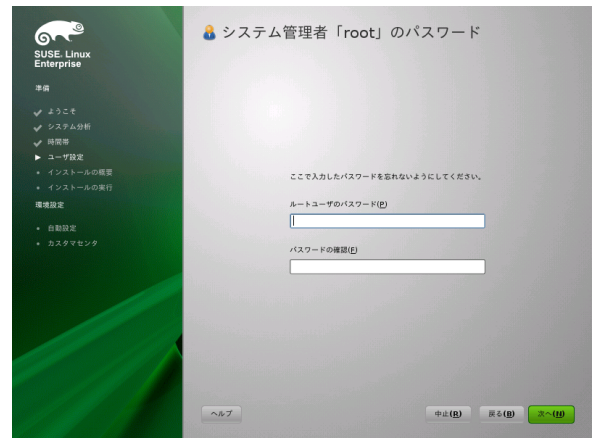 SUSE. Linux
Enterprise
準備
ようこそ
システム分析
時間帯
ユーザ設定
インストールの概要
インストールの実行
環境設定
自動設定
カスタマセンタ
システム管理者「root」のパスワード
ここで入力したパスワードを忘れないようにしてください。
ルートユーザのパスワード(P)
パスワードの確認(F)
ヘルプ
中止(R)
戻る(B)
次へ(N)